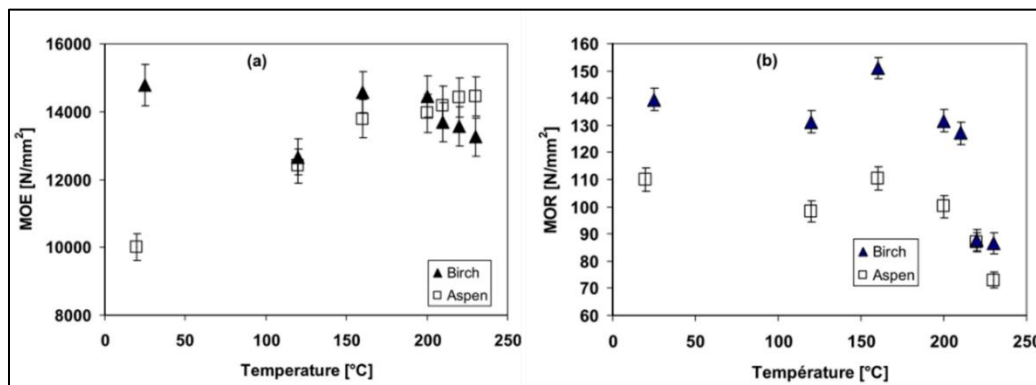 (a)
MOE [N/mm²]
16000
14000
12000
10000
8000
0 50 100 150 200 250
Temperature [°C]
Birch
Aspen
(b)
MOR [N/mm²]
160
150
140
130
120
110
100
90
80
70
60
0 50 100 150 200 250
Température [°C]
Birch
Aspen